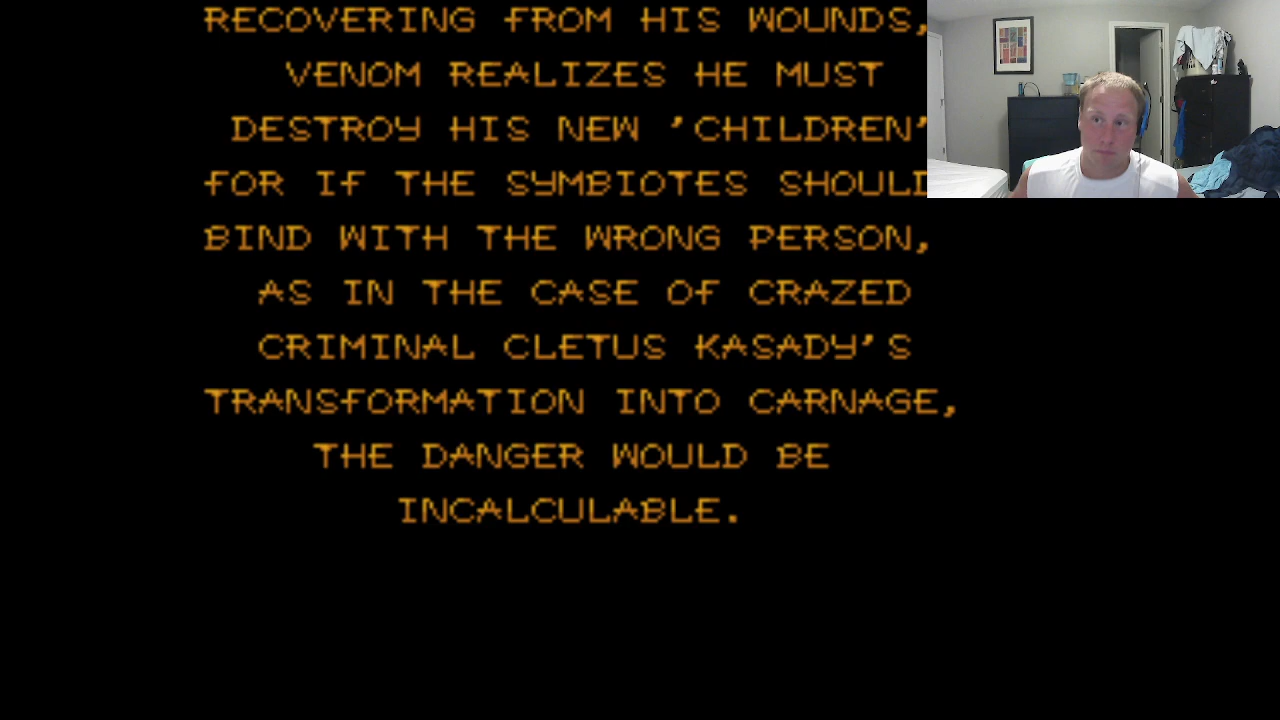 RECOVERING FROM HIS WOUNDS,
VENOM REALIZES HE MUST
DESTROY HIS NEW 'CHILDREN'
FOR IF THE SYMBIOTES SHOULD
BIND WITH THE WRONG PERSON,
AS IN THE CASE OF CRAZED
CRIMINAL CLETUS KASADY'S
TRANSFORMATION INTO CARNAGE,
THE DANGER WOULD BE
INCALCULABLE.